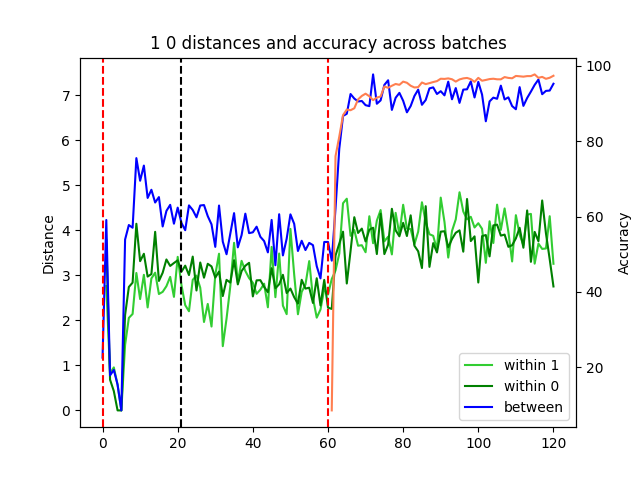 1 0 distances and accuracy across batches
Distance
7
6
5
4
3
2
1
0
100
80
60
40
20
Accuracy
within 1
within 0
between
0 20 40 60 80 100 120